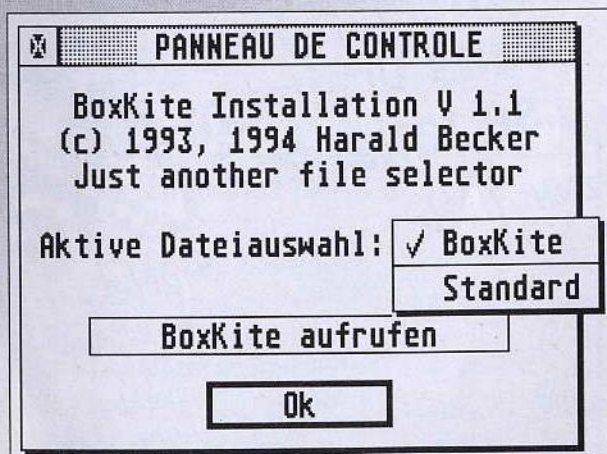 PANNEAU DE CONTROLE
BoxKite Installation V 1.1
(c) 1993, 1994 Harald Becker
Just another file selector
Aktive Dateiauswahl: √ BoxKite
Standard
BoxKite aufrufen
Ok